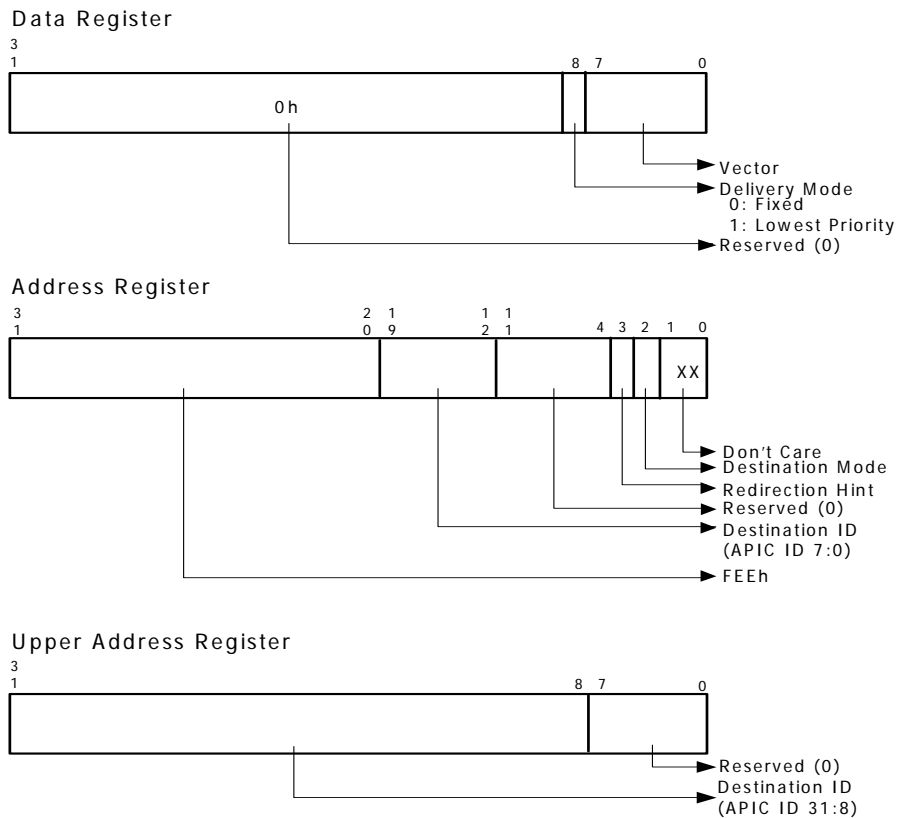 Data Register
3
1 8 7 0
0h
Vector
Delivery Mode
0: Fixed
1: Lowest Priority
Reserved (0)
Address Register
3 2 1 1 1
1 0 9 2 1 4 3 2 1 0
XX
Don't Care
Destination Mode
Redirection Hint
Reserved (0)
Destination ID
(APIC ID 7:0)
FEEh
Upper Address Register
3
1 8 7 0
Reserved (0)
Destination ID
(APIC ID 31:8)